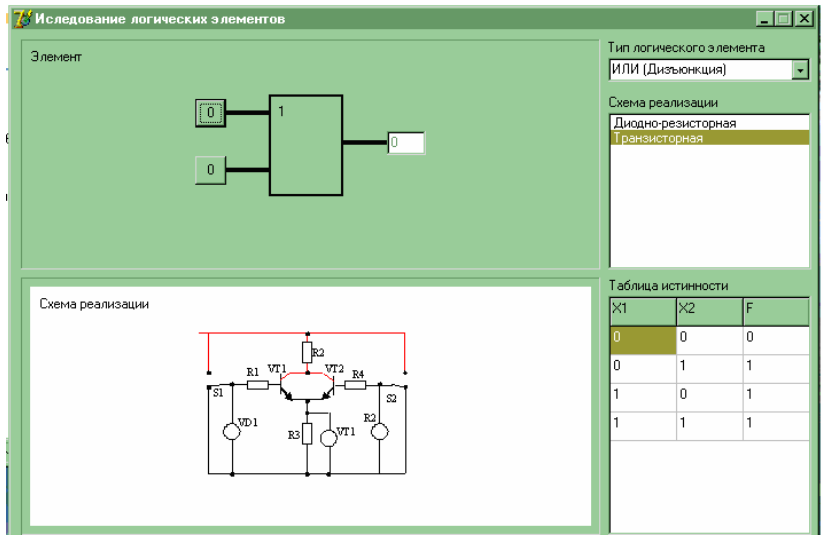 Иследование логических элементов
Элемент
0
1
0
0
Тип логического элемента
ИЛИ (Дизъюнкция)
Схема реализации
Диодно-резисторная
Транзисторная
Схема реализации
R2
R1 VT1 VT2 R4
S1 S2
VD1 R3 VT1 R2
Таблица истинности
X1 X2 F
0 0 0
0 1 1
1 0 1
1 1 1